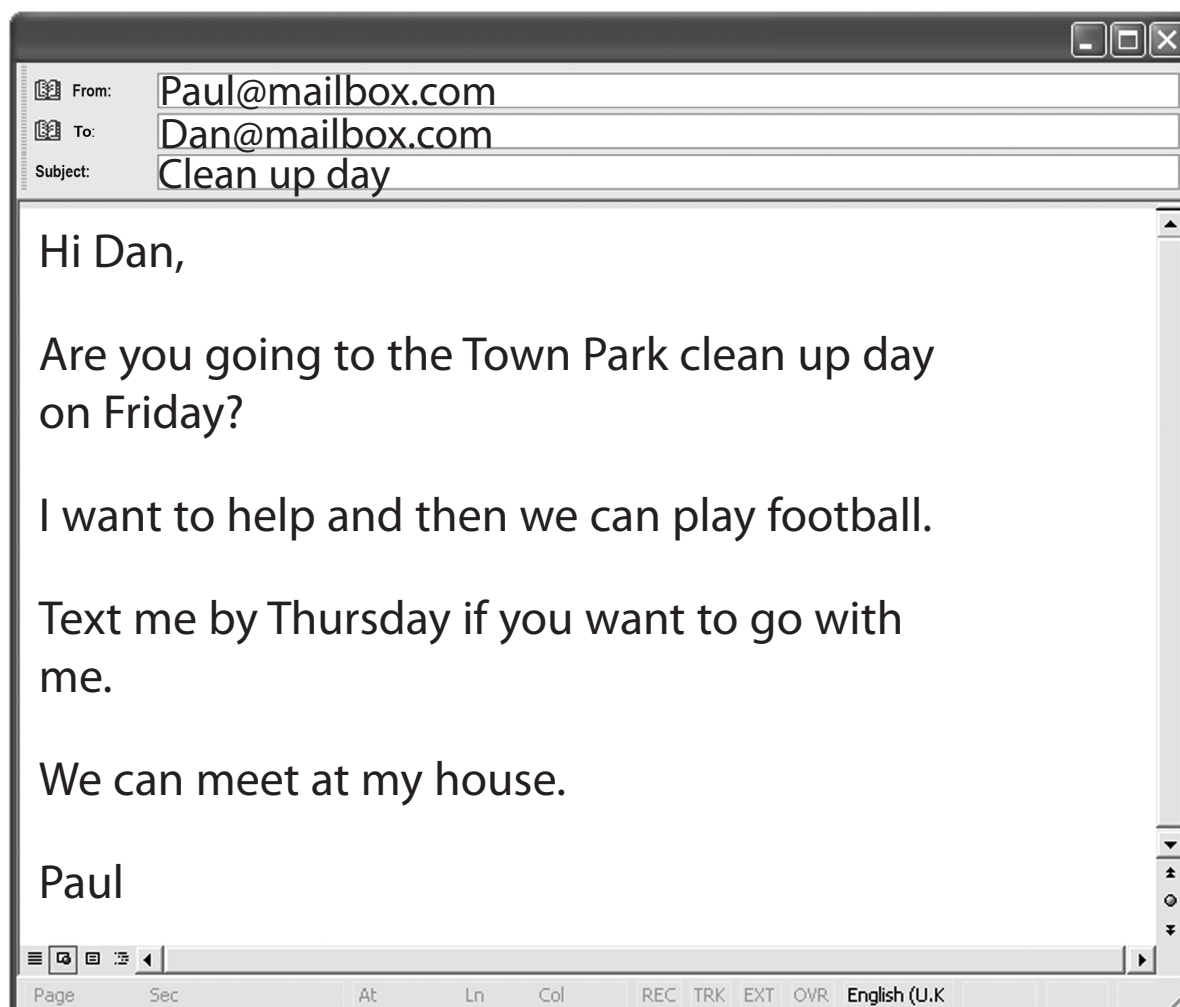 From: Paul@mailbox.com
To: Dan@mailbox.com
Subject: Clean up day
Hi Dan,
Are you going to the Town Park clean up day
on Friday?
I want to help and then we can play football.
Text me by Thursday if you want to go with
me.
We can meet at my house.
Paul
Page Sec At Ln Col REC TRK EXT OVR English (U.K